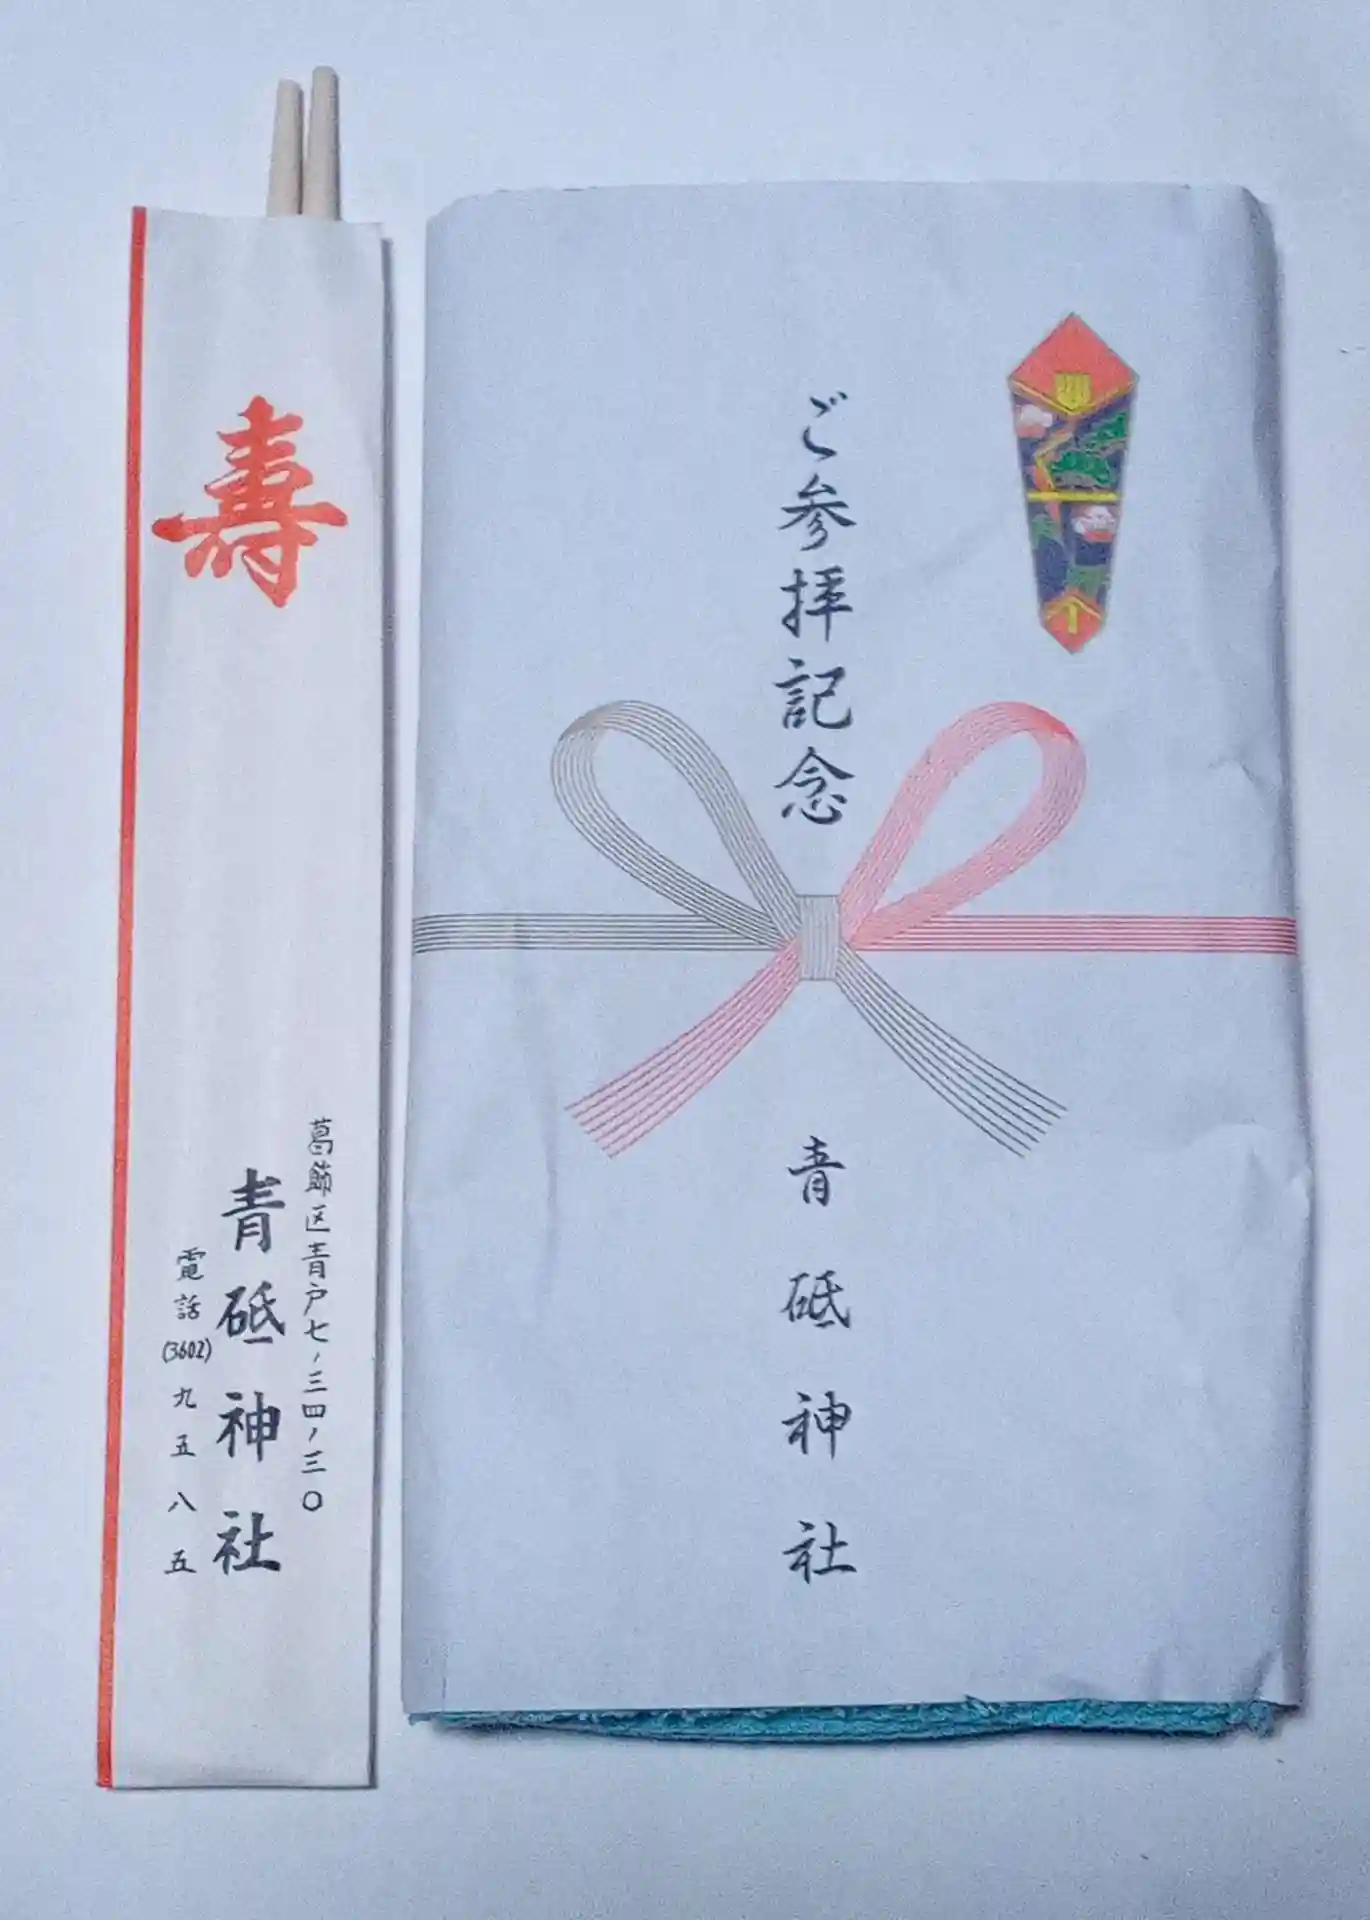 寿
葛飾区青戸七ノ三四ノ三〇
青砥神社
電話(3602)九五八五
ご参拝記念
青砥神社